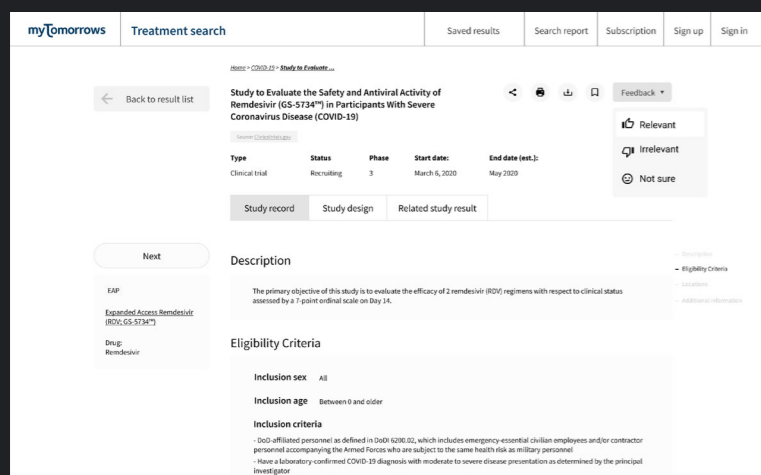 myTomorrows
Treatment search
Saved results
Search report
Subscription
Sign up
Sign in
Home > COVID-19 > Study to Evaluate ...
Back to result list
Study to Evaluate the Safety and Antiviral Activity of
Remdesivir (GS-5734™) in Participants With Severe
Coronavirus Disease (COVID-19)
Feedback
Relevant
Irrelevant
Not sure
Source: Clinicaltrials.gov
Type
Status
Phase
Start date:
End date (est.):
Clinical trial
Recruiting
3
March 6, 2020
May 2020
Study record
Study design
Related study result
Next
EAP
Expanded Access Remdesivir
(RDV; GS-5734™)
Drug:
Remdesivir
Description
The primary objective of this study is to evaluate the efficacy of 2 remdesivir (RDV) regimens with respect to clinical status
assessed by a 7-point ordinal scale on Day 14.
Description
Eligibility Criteria
Locations
Additional information
Eligibility Criteria
Inclusion sex All
Inclusion age Between 0 and older
Inclusion criteria
- DoD-affiliated personnel as defined in DoDI 6200.02, which includes emergency-essential civilian employees and/or contractor
personnel accompanying the Armed Forces who are subject to the same health risk as military personnel
- Have a laboratory-confirmed COVID-19 diagnosis with moderate to severe disease presentation as determined by the principal
investigator